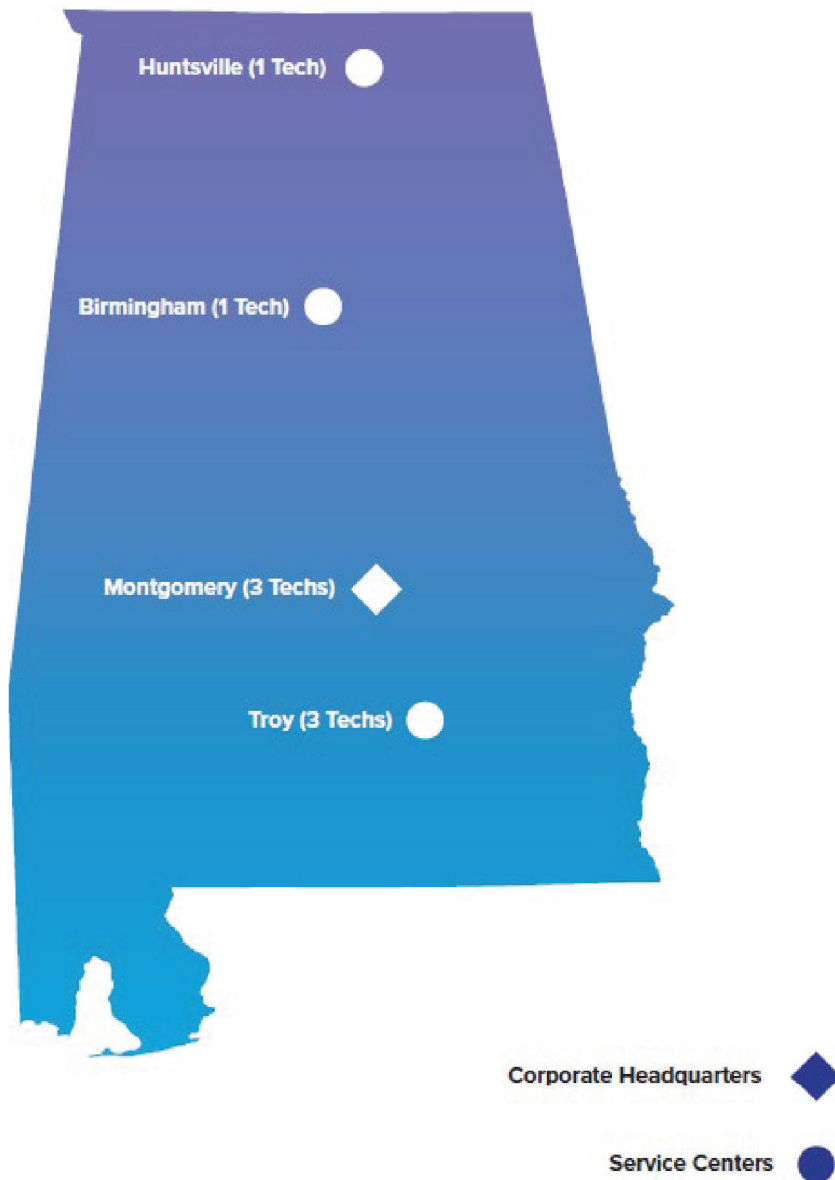 Huntsville (1 Tech)
Birmingham (1 Tech)
Montgomery (3 Techs)
Troy (3 Techs)
Corporate Headquarters
Service Centers